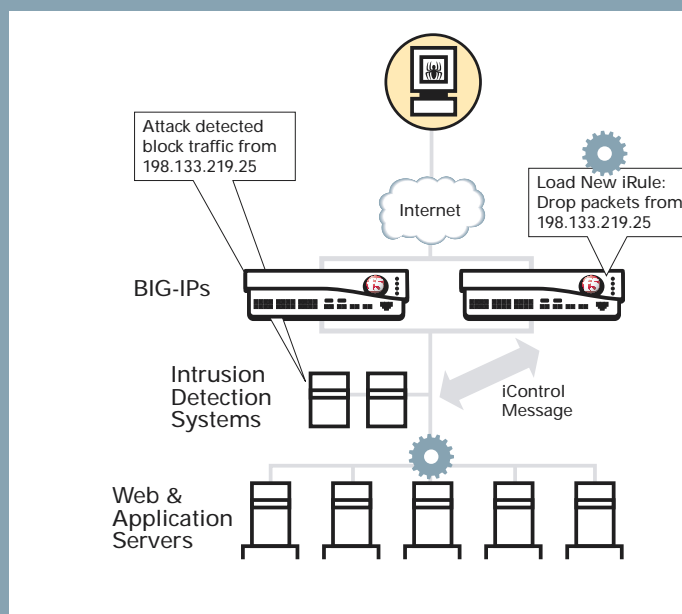 Attack detected
block traffic from
198.133.219.25
Internet
Load New iRule:
Drop packets from
198.133.219.25
BIG-IPs
Intrusion
Detection
Systems
iControl
Message
Web &
Application
Servers